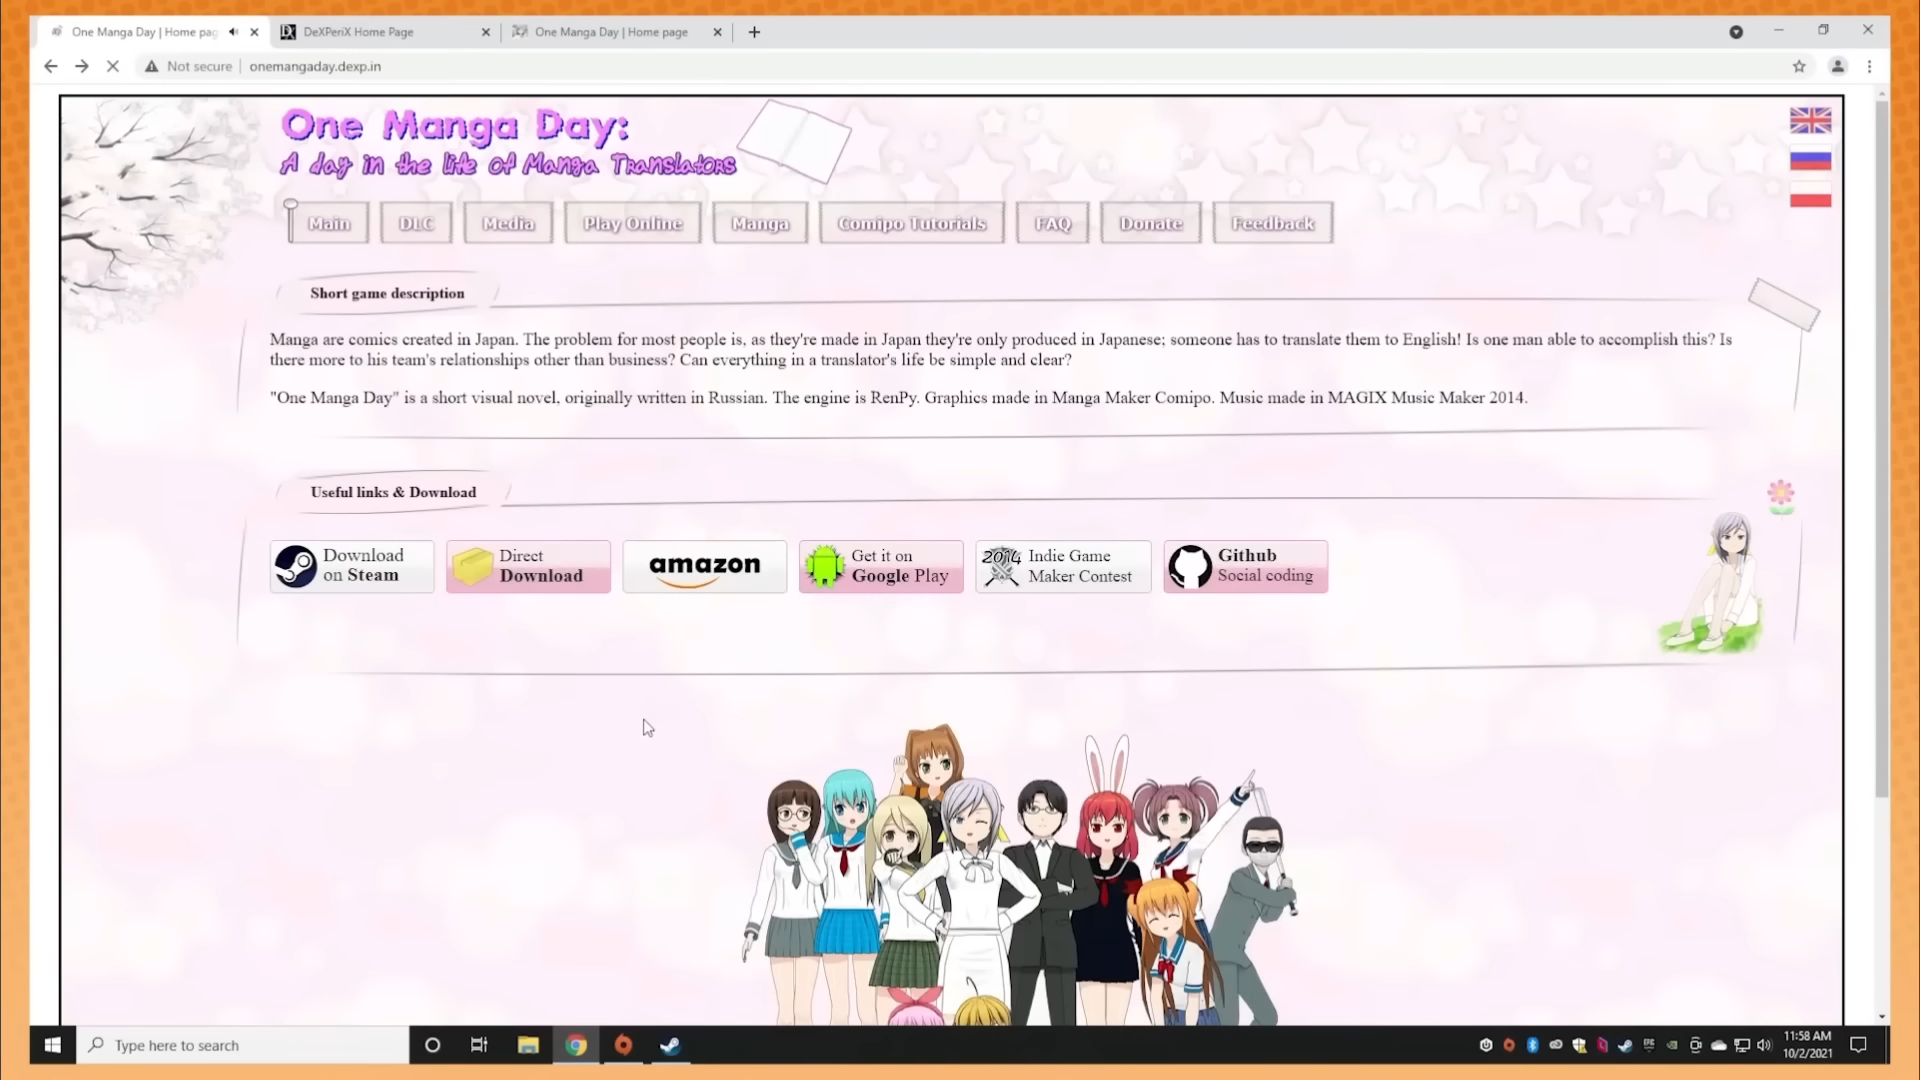 One Manga Day | Home pag
DeXPeriX Home Page
One Manga Day | Home page
Not secure
onemangaday.dexp.in
One Manga Day:
A day in the life of Manga Translators
Main
DLC
Media
Play Online
Manga
Comipo Tutorials
FAQ
Donate
Feedback
Short game description
Manga are comics created in Japan. The problem for most people is, as they're made in Japan they're only produced in Japanese; someone has to translate them to English! Is one man able to accomplish this? Is
there more to his team's relationships other than business? Can everything in a translator's life be simple and clear?
"One Manga Day" is a short visual novel, originally written in Russian. The engine is RenPy. Graphics made in Manga Maker Comipo. Music made in MAGIX Music Maker 2014.
Useful links & Download
Download
on Steam
Direct
Download
amazon
Get it on
Google Play
2014
Indie Game
Maker Contest
Github
Social coding
Type here to search
11:58 AM
10/2/2021